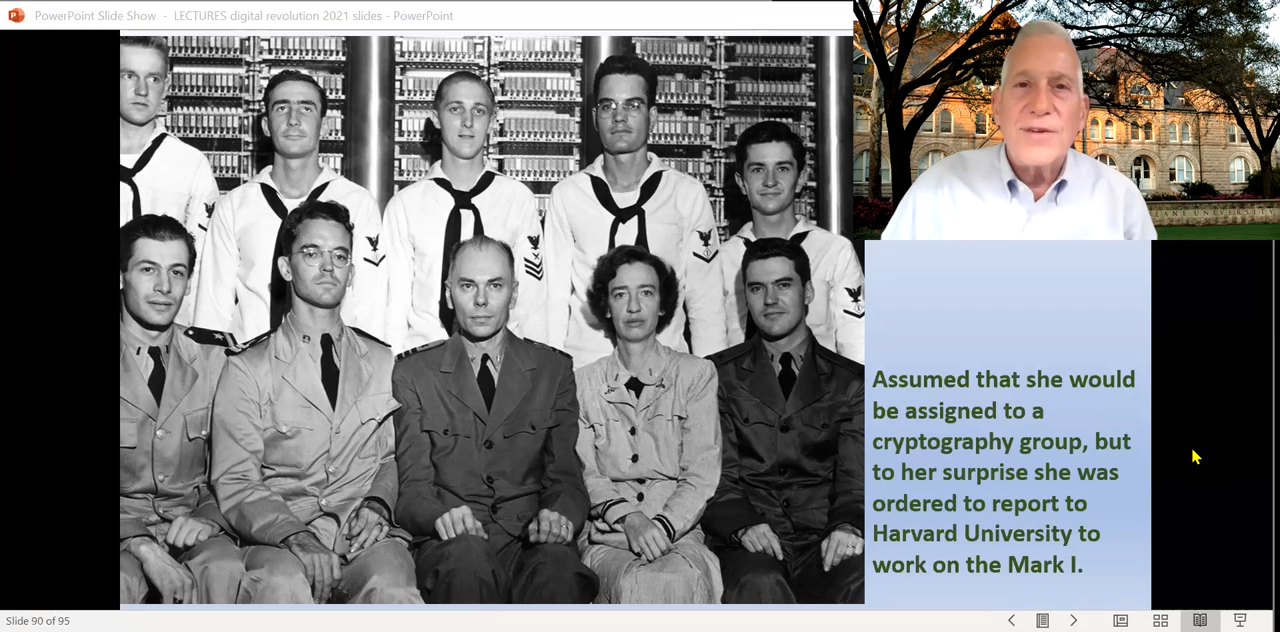 PowerPoint Slide Show - LECTURES digital revolution 2021 slides - PowerPoint
Assumed that she would
be assigned to a
cryptography group, but
to her surprise she was
ordered to report to
Harvard University to
work on the Mark I.
Slide 90 of 95